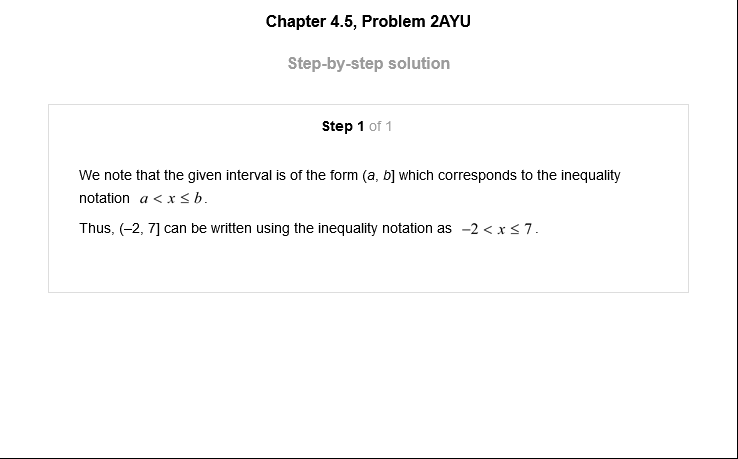 Chapter 4.5, Problem 2AYU
Step-by-step solution
Step 1 of 1
We note that the given interval is of the form (a, b] which corresponds to the inequality
notation a < x ≤ b.
Thus, (–2, 7] can be written using the inequality notation as −2 < x ≤ 7.